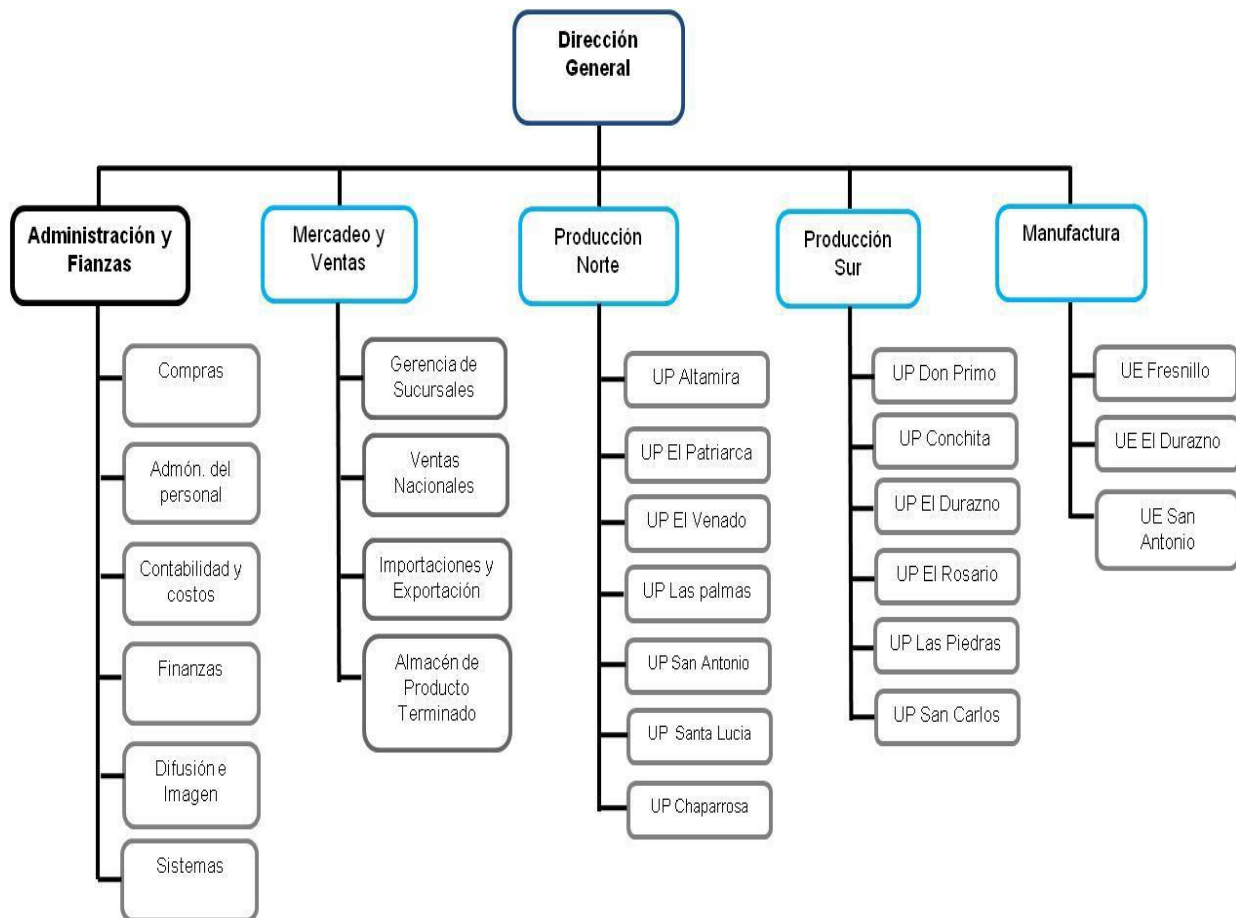 Dirección
General
Administración y
Fianzas
Mercadeo y
Ventas
Producción
Norte
Producción
Sur
Manufactura
Compras
Admón. del
personal
Contabilidad y
costos
Finanzas
Difusión e
Imagen
Sistemas
Gerencia de
Sucursales
Ventas
Nacionales
Importaciones y
Exportación
Almacén de
Producto
Terminado
UP Altamira
UP El Patriarca
UP El Venado
UP Las palmas
UP San Antonio
UP Santa Lucia
UP Chaparrosa
UP Don Primo
UP Conchita
UP El Durazno
UP El Rosario
UP Las Piedras
UP San Carlos
UE Fresnillo
UE El Durazno
UE San
Antonio